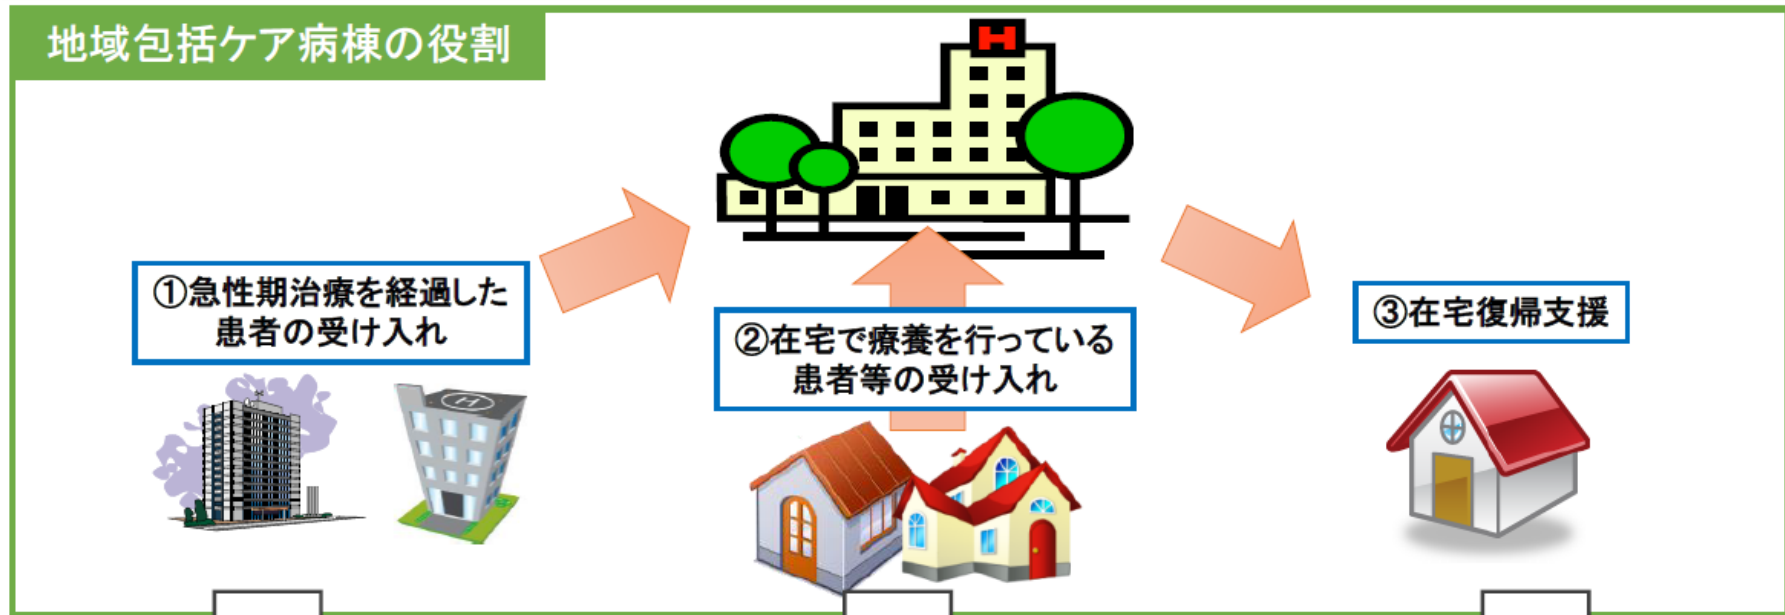 地域包括ケア病棟の役割
H
①急性期治療を経過した
患者の受け入れ
②在宅で療養を行っている
患者等の受け入れ
③在宅復帰支援
H